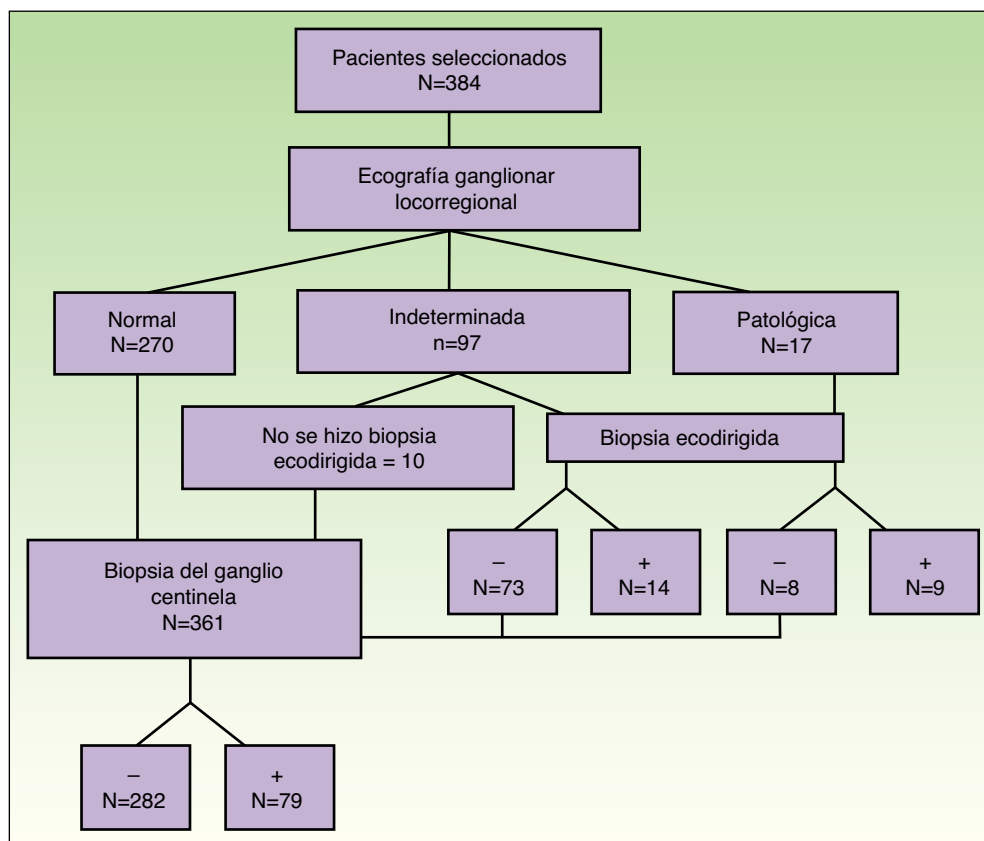 Pacientes seleccionados
N=384
Ecografía ganglionar
locorregional
Normal
N=270
Indeterminada
n=97
Patológica
N=17
No se hizo biopsia
ecodirigida = 10
Biopsia ecodirigida
Biopsia del ganglio
centinela
N=361
–
N=73
+
N=14
–
N=8
+
N=9
–
N=282
+
N=79